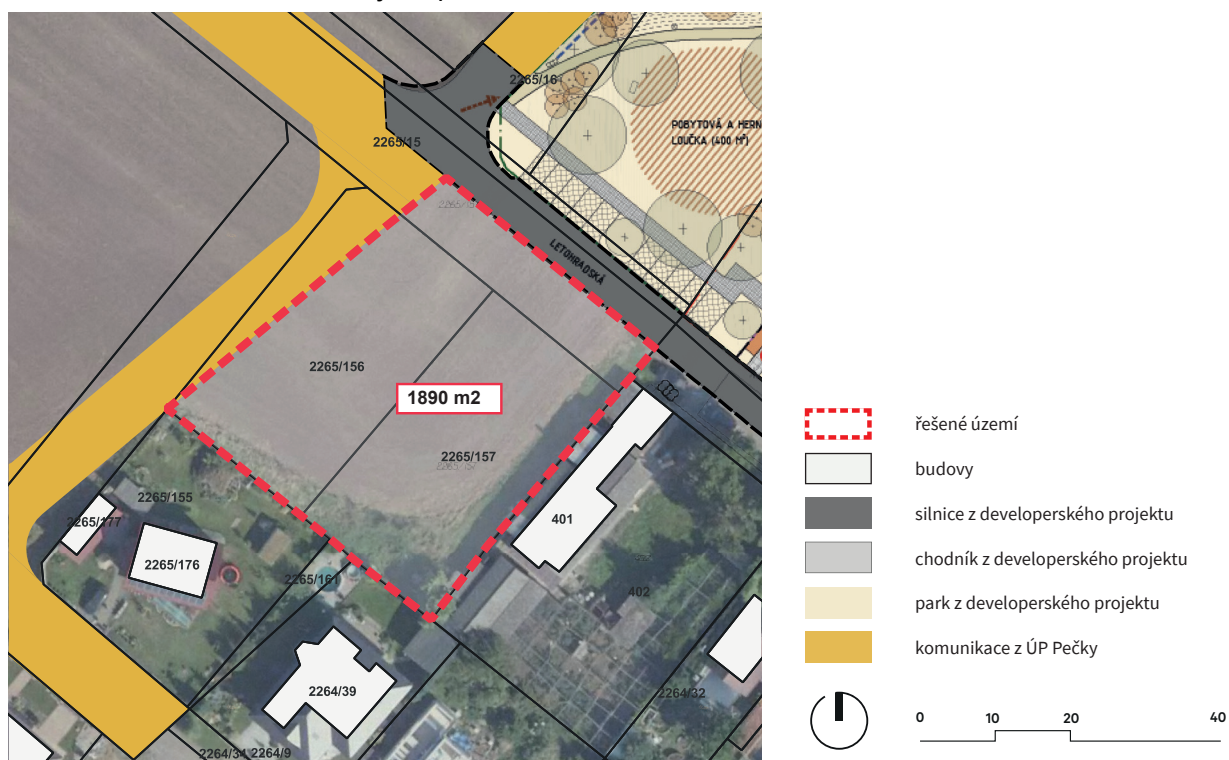 2265/16
POBYTOVÁ A HERN
LOUČKA (400 M²)
2265/15
LETOHRADSKÁ
2265/156
1890 m2
2265/157
2265/157
2265/155
2265/177
401
2265/176
2265/161
402
2264/39
2264/32
2264/34
2264/9
řešené území
budovy
silnice z developerského projektu
chodník z developerského projektu
park z developerského projektu
komunikace z ÚP Pečky
0 10 20 40